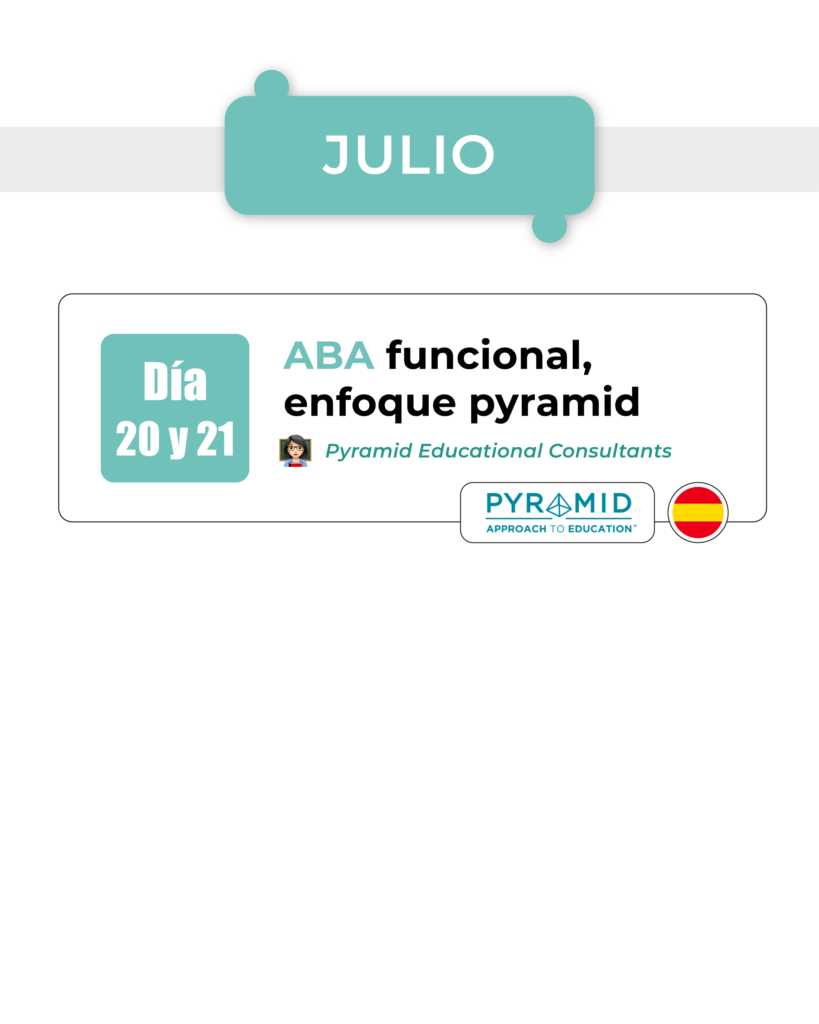 JULIO
Día
20 y 21
ABA funcional,
enfoque pyramid
Pyramid Educational Consultants
PYRAMID
APPROACH TO EDUCATION®